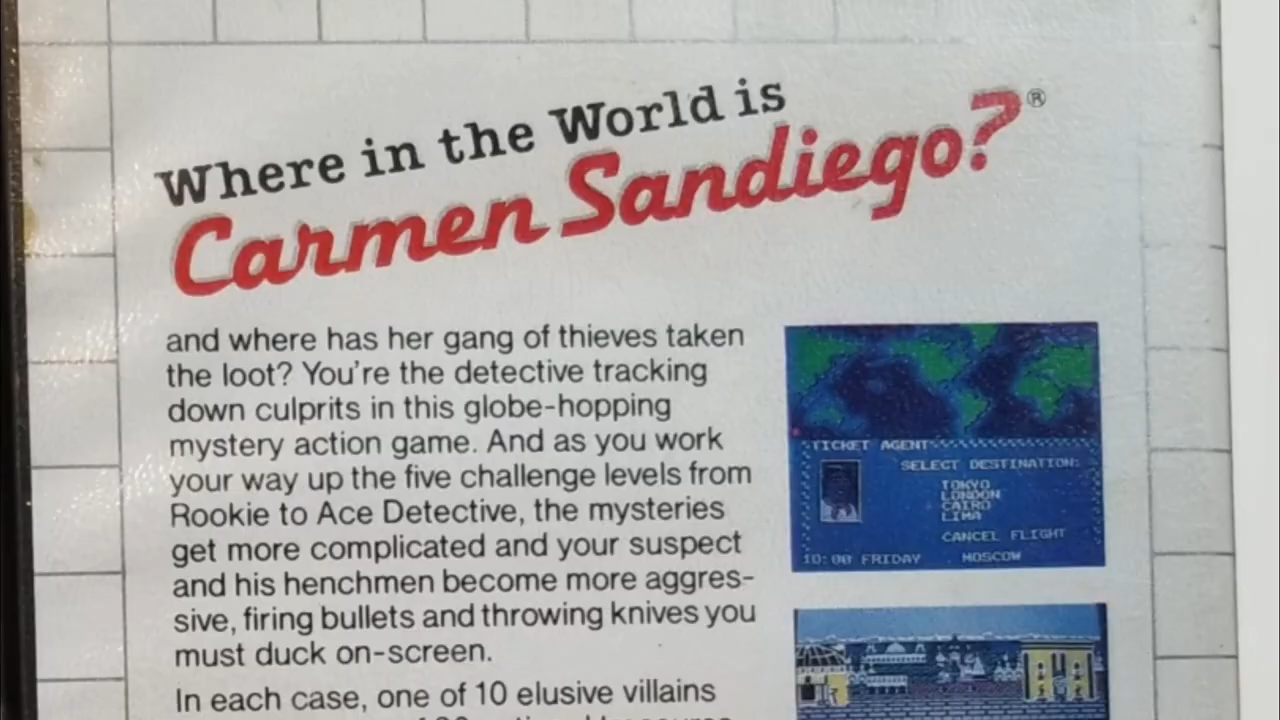 Where in the World is
Carmen Sandiego?®
and where has her gang of thieves taken
the loot? You're the detective tracking
down culprits in this globe-hopping
mystery action game. And as you work
your way up the five challenge levels from
Rookie to Ace Detective, the mysteries
get more complicated and your suspect
and his henchmen become more aggres-
sive, firing bullets and throwing knives you
must duck on-screen.
In each case, one of 10 elusive villains
TICKET AGENT
SELECT DESTINATION:
TOKYO
LONDON
CAIRO
LIMA
CANCEL FLIGHT
10:00 FRIDAY MOSCOW